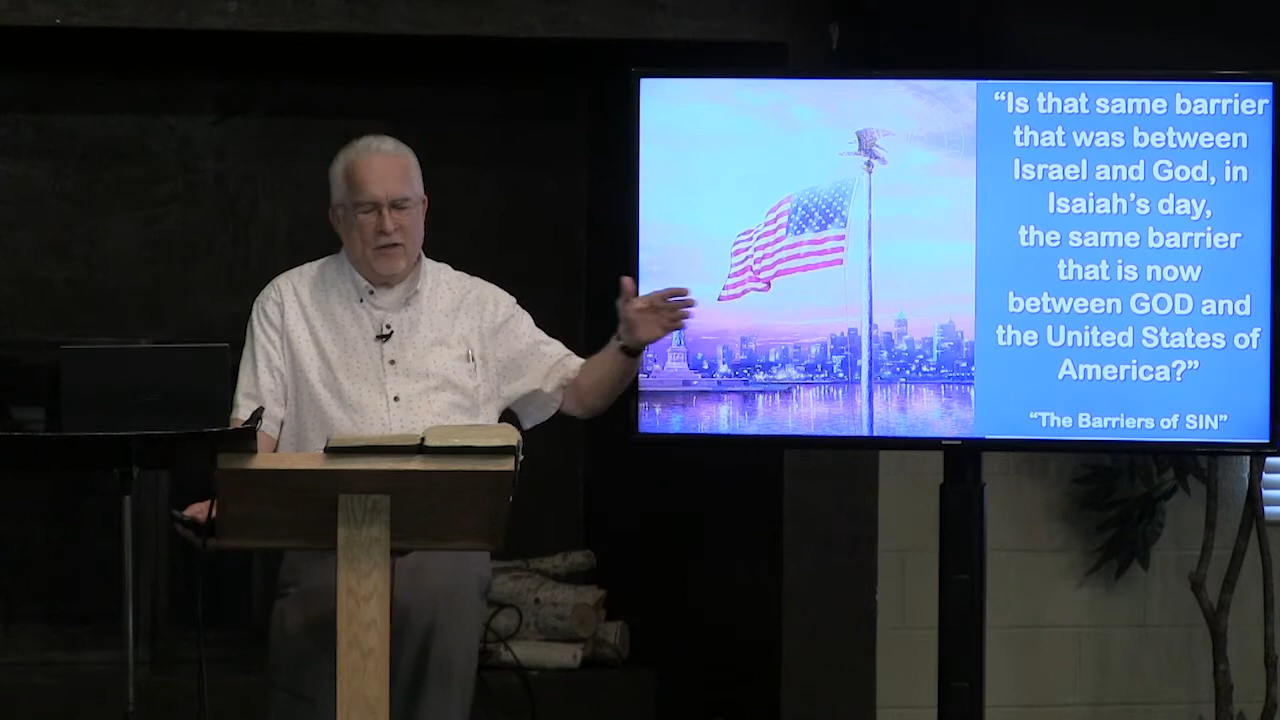 “Is that same barrier
that was between
Israel and God, in
Isaiah’s day,
the same barrier
that is now
between GOD and
the United States of
America?”
“The Barriers of SIN”